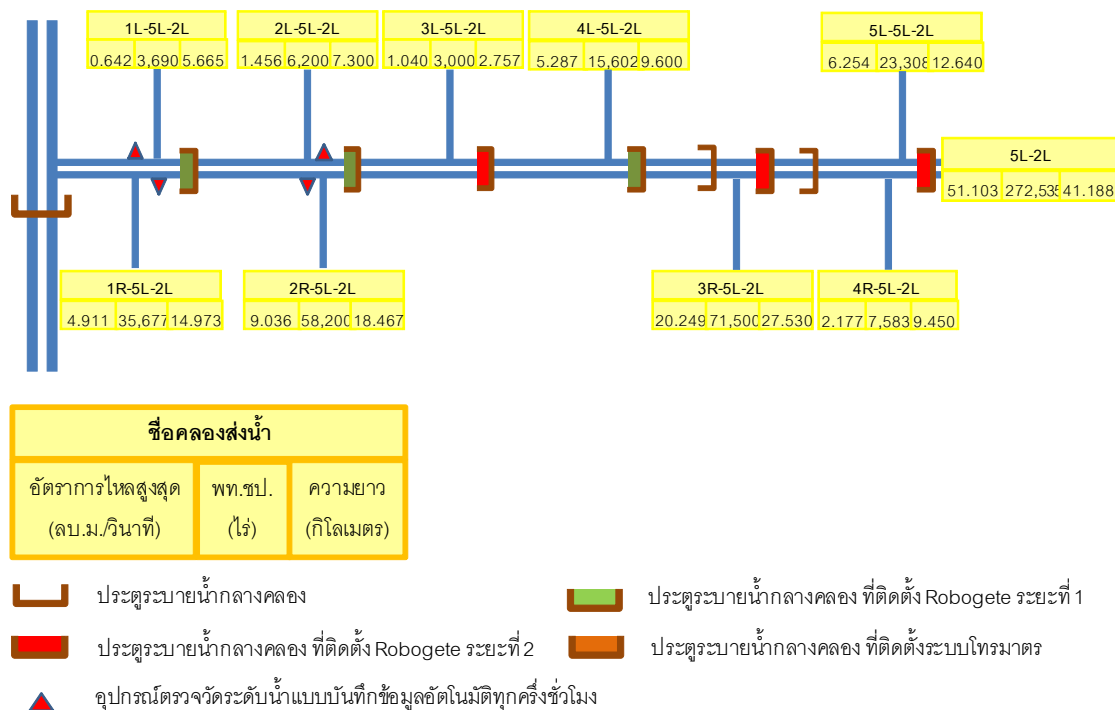 1L-5L-2L
0.642 3,690 5.665
2L-5L-2L
1.456 6,200 7.300
3L-5L-2L
1.040 3,000 2.757
4L-5L-2L
5.287 15,602 9.600
5L-5L-2L
6.254 23,308 12.640
5L-2L
51.103 272,535 41.188
1R-5L-2L
4.911 35,677 14.973
2R-5L-2L
9.036 58,200 18.467
3R-5L-2L
20.249 71,500 27.530
4R-5L-2L
2.177 7,583 9.450
ชื่อคลองส่งน้ำ
อัตราการไหลสูงสุด พท.ชป. ความยาว
(ลบ.ม./วินาที) (ไร่) (กิโลเมตร)
ประตูระบายน้ำกลางคลอง
ประตูระบายน้ำกลางคลอง ที่ติดตั้ง Robogete ระยะที่ 1
ประตูระบายน้ำกลางคลอง ที่ติดตั้ง Robogete ระยะที่ 2
ประตูระบายน้ำกลางคลอง ที่ติดตั้งระบบโทรมาตร
อุปกรณ์ตรวจวัดระดับน้ำแบบบันทึกข้อมูลอัตโนมัติทุกครึ่งชั่วโมง